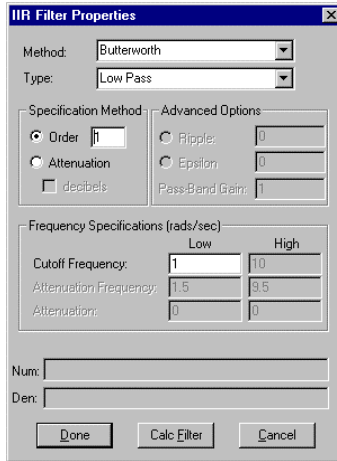 IIR Filter Properties
Method: Butterworth
Type: Low Pass
Specification Method
Order 1
Attenuation
decibels
Advanced Options
Ripple: 0
Epsilon 0
Pass-Band Gain: 1
Frequency Specifications (rads/sec)
Low High
Cutoff Frequency: 1 10
Attenuation Frequency: 1.5 9.5
Attenuation: 0 0
Num:
Den:
Done Calc Filter Cancel